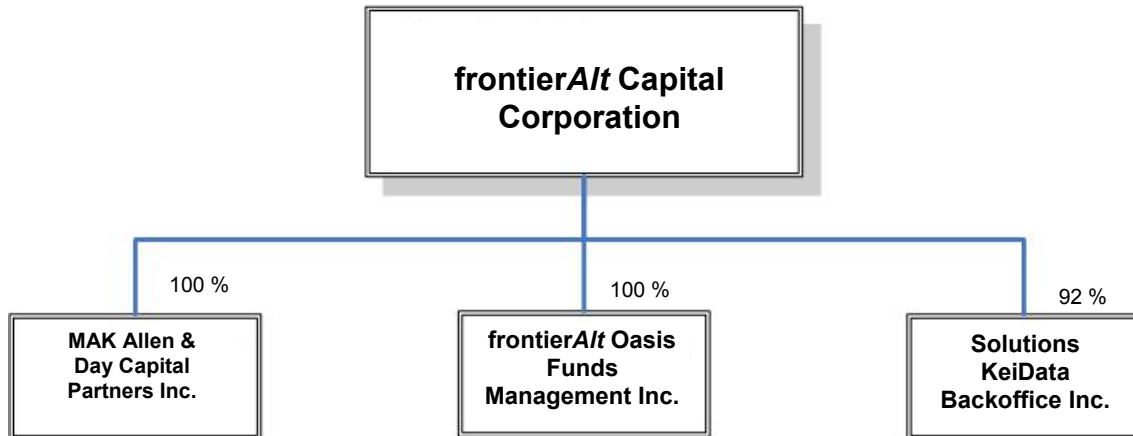 frontierAlt Capital
Corporation
100 %
100 %
92 %
MAK Allen &
Day Capital
Partners Inc.
frontierAlt Oasis
Funds
Management Inc.
Solutions
KeiData
Backoffice Inc.